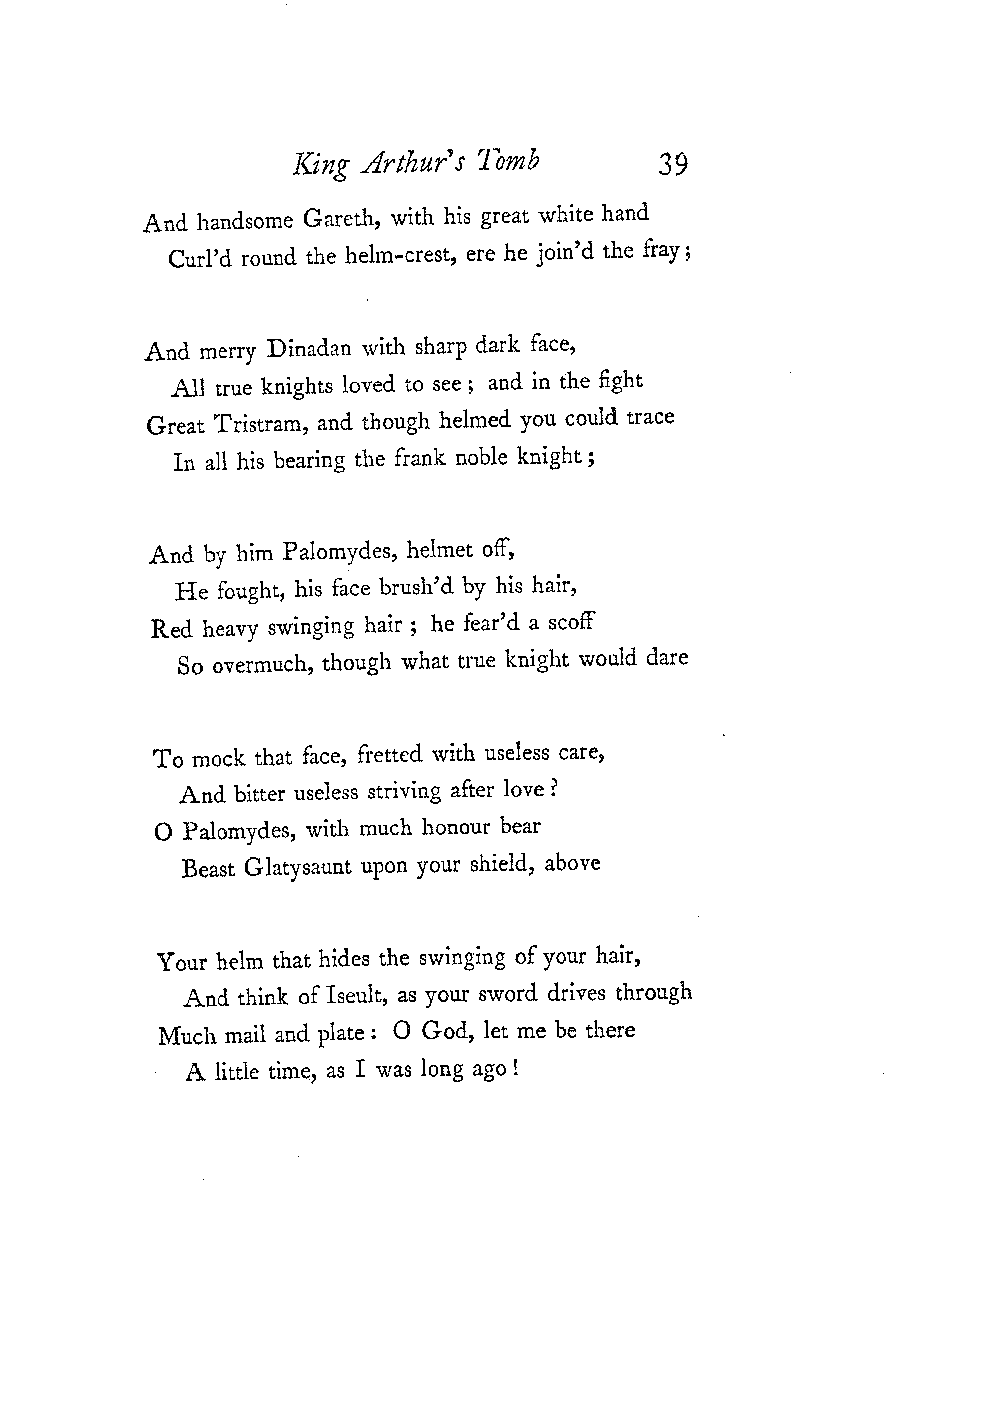 King Arthur's Tomb 39
And handsome Gareth, with his great white hand
Curl'd round the helm-crest, ere he join'd the fray;
And merry Dinadan with sharp dark face,
All true knights loved to see; and in the fight
Great Tristram, and though helmed you could trace
In all his bearing the frank noble knight;
And by him Palomydes, helmet off,
He fought, his face brush'd by his hair,
Red heavy swinging hair; he fear'd a scoff
So overmuch, though what true knight would dare
To mock that face, fretted with useless care,
And bitter useless striving after love?
O Palomydes, with much honour bear
Beast Glatysaunt upon your shield, above
Your helm that hides the swinging of your hair,
And think of Iseult, as your sword drives through
Much mail and plate: O God, let me be there
A little time, as I was long ago!